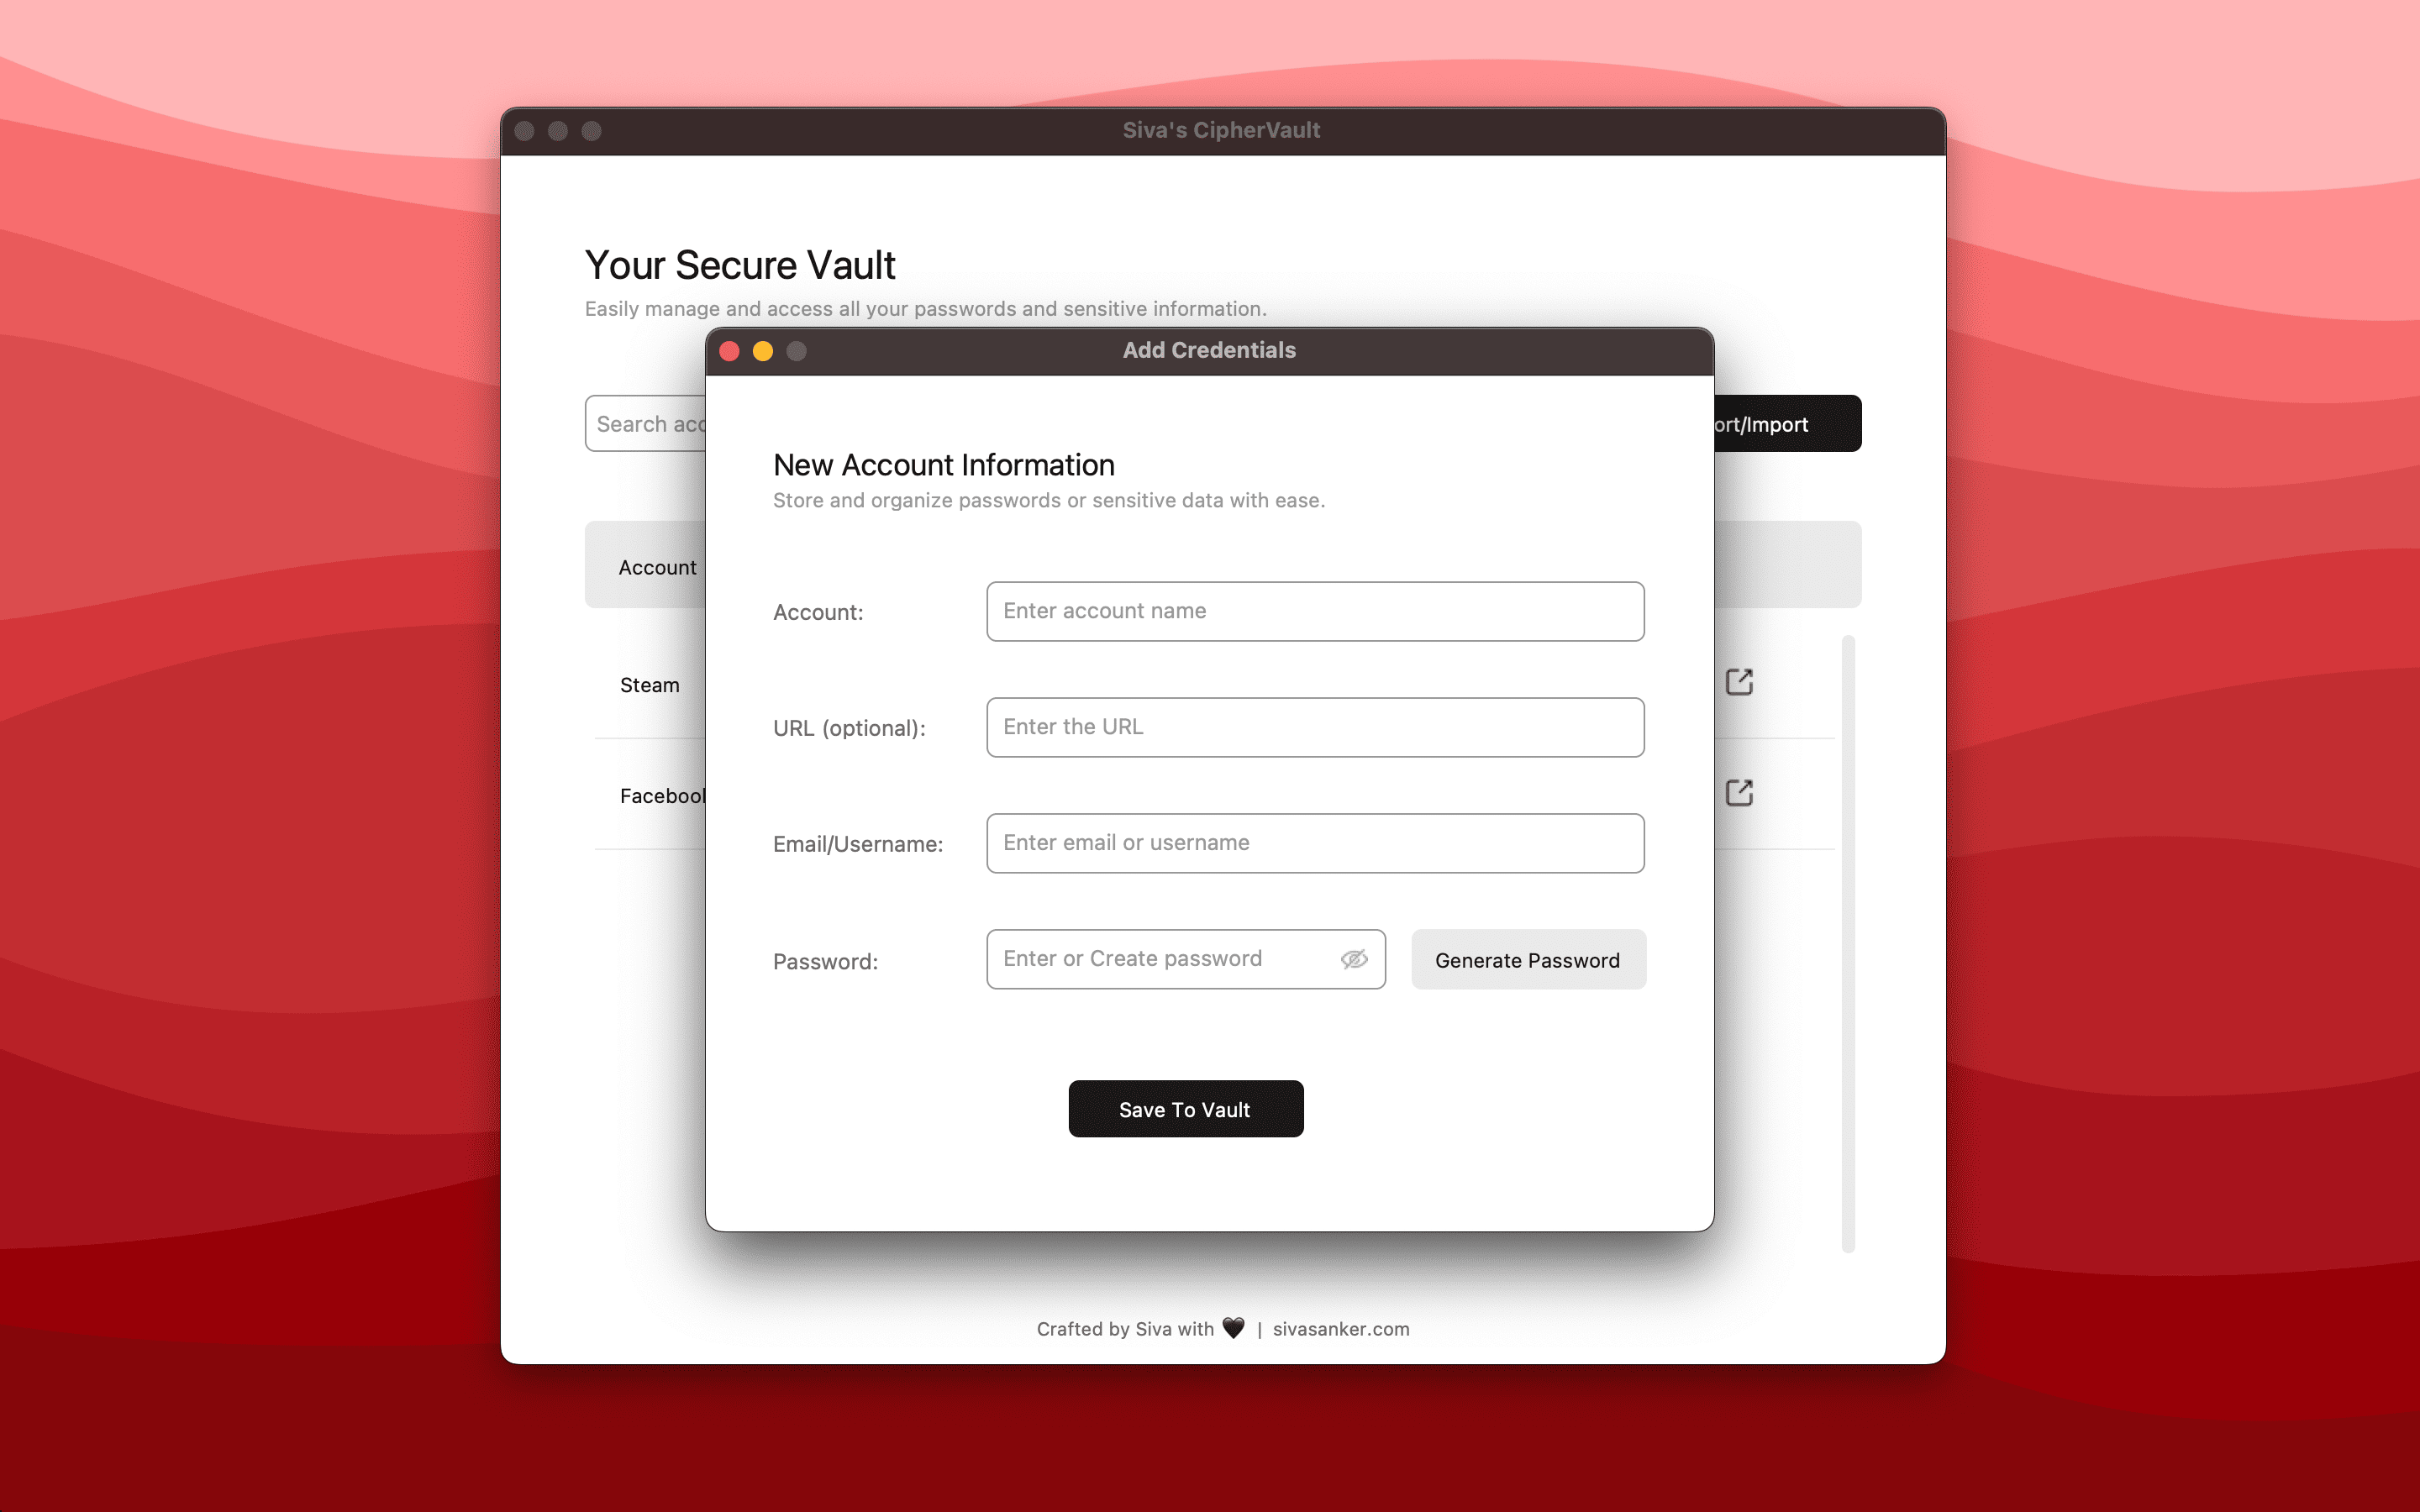 Siva's CipherVault
Your Secure Vault
Easily manage and access all your passwords and sensitive information.
Add Credentials
Search
ort/Import
New Account Information
Store and organize passwords or sensitive data with ease.
Account
Account:
Enter account name
Steam
URL (optional):
Enter the URL
Facebook
Email/Username:
Enter email or username
Password:
Enter or Create password
Generate Password
Save To Vault
Crafted by Siva with 🖤 | sivasanker.com